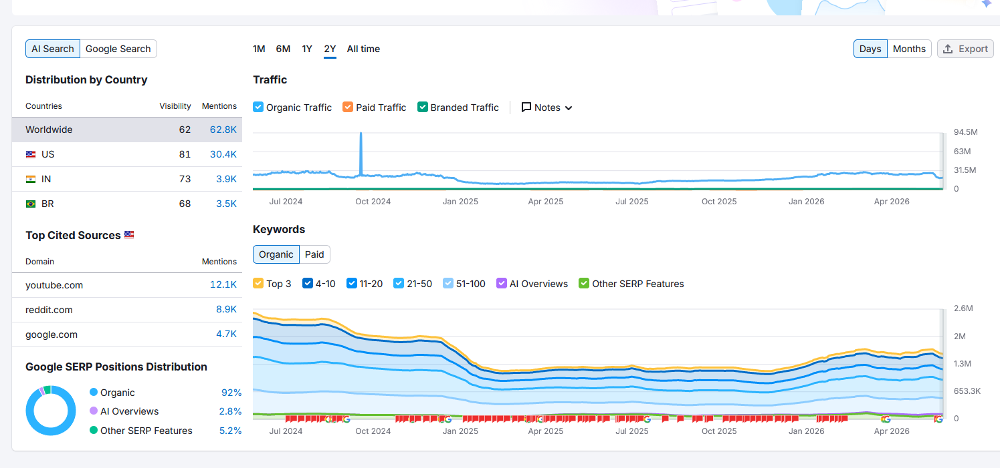 AI Search Google Search 1M 6M 1Y 2Y All time Days Months Export
Distribution by Country
Countries Visibility Mentions
Worldwide 62 62.8K
US 81 30.4K
IN 73 3.9K
BR 68 3.5K
Top Cited Sources
Domain Mentions
youtube.com 12.1K
reddit.com 8.9K
google.com 4.7K
Google SERP Positions Distribution
Organic 92%
AI Overviews 2.8%
Other SERP Features 5.2%
Traffic
Organic Traffic Paid Traffic Branded Traffic Notes
94.5M
63M
31.5M
0
Jul 2024 Oct 2024 Jan 2025 Apr 2025 Jul 2025 Oct 2025 Jan 2026 Apr 2026
Keywords
Organic Paid
Top 3 4-10 11-20 21-50 51-100 AI Overviews Other SERP Features
2.6M
2M
1.3M
653.3K
0
Jul 2024 Oct 2024 Jan 2025 Apr 2025 Jul 2025 Oct 2025 Jan 2026 Apr 2026